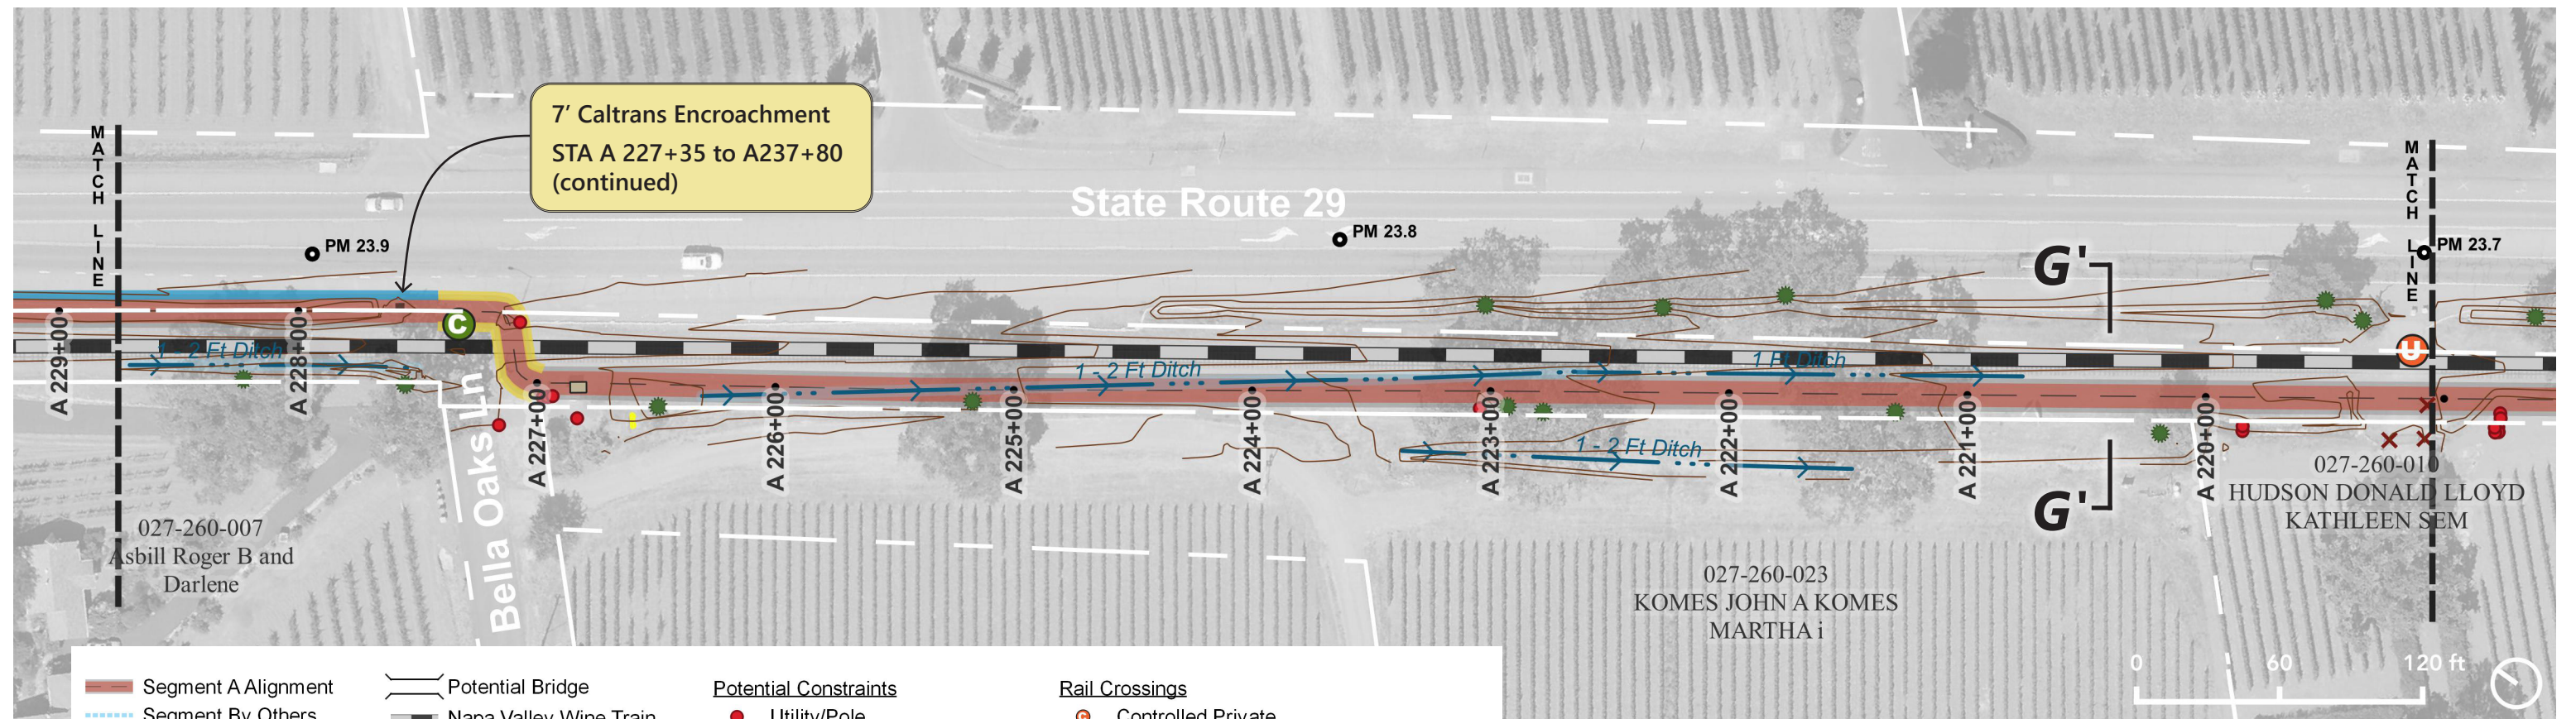 7’ Caltrans Encroachment
STA A 227+35 to A237+80
(continued)
MATCH LINE
MATCH LINE
State Route 29
PM 23.9
PM 23.8
PM 23.7
G'
G'
C
U
1 - 2 Ft Ditch
1 - 2 Ft Ditch
1 Ft Ditch
1 - 2 Ft Ditch
A 229+00
A 228+00
A 227+00
A 226+00
A 225+00
A 224+00
A 223+00
A 222+00
A 221+00
A 220+00
Bella Oaks Ln
027-260-007
Asbill Roger B and
Darlene
027-260-023
KOMES JOHN A KOMES
MARTHA i
027-260-010
HUDSON DONALD LLOYD
KATHLEEN SEM
0 60 120 ft
Segment A Alignment
Segment By Others
Potential Bridge
Napa Valley Wine Train
Potential Constraints
Utility/Pole
Rail Crossings
C Controlled Private